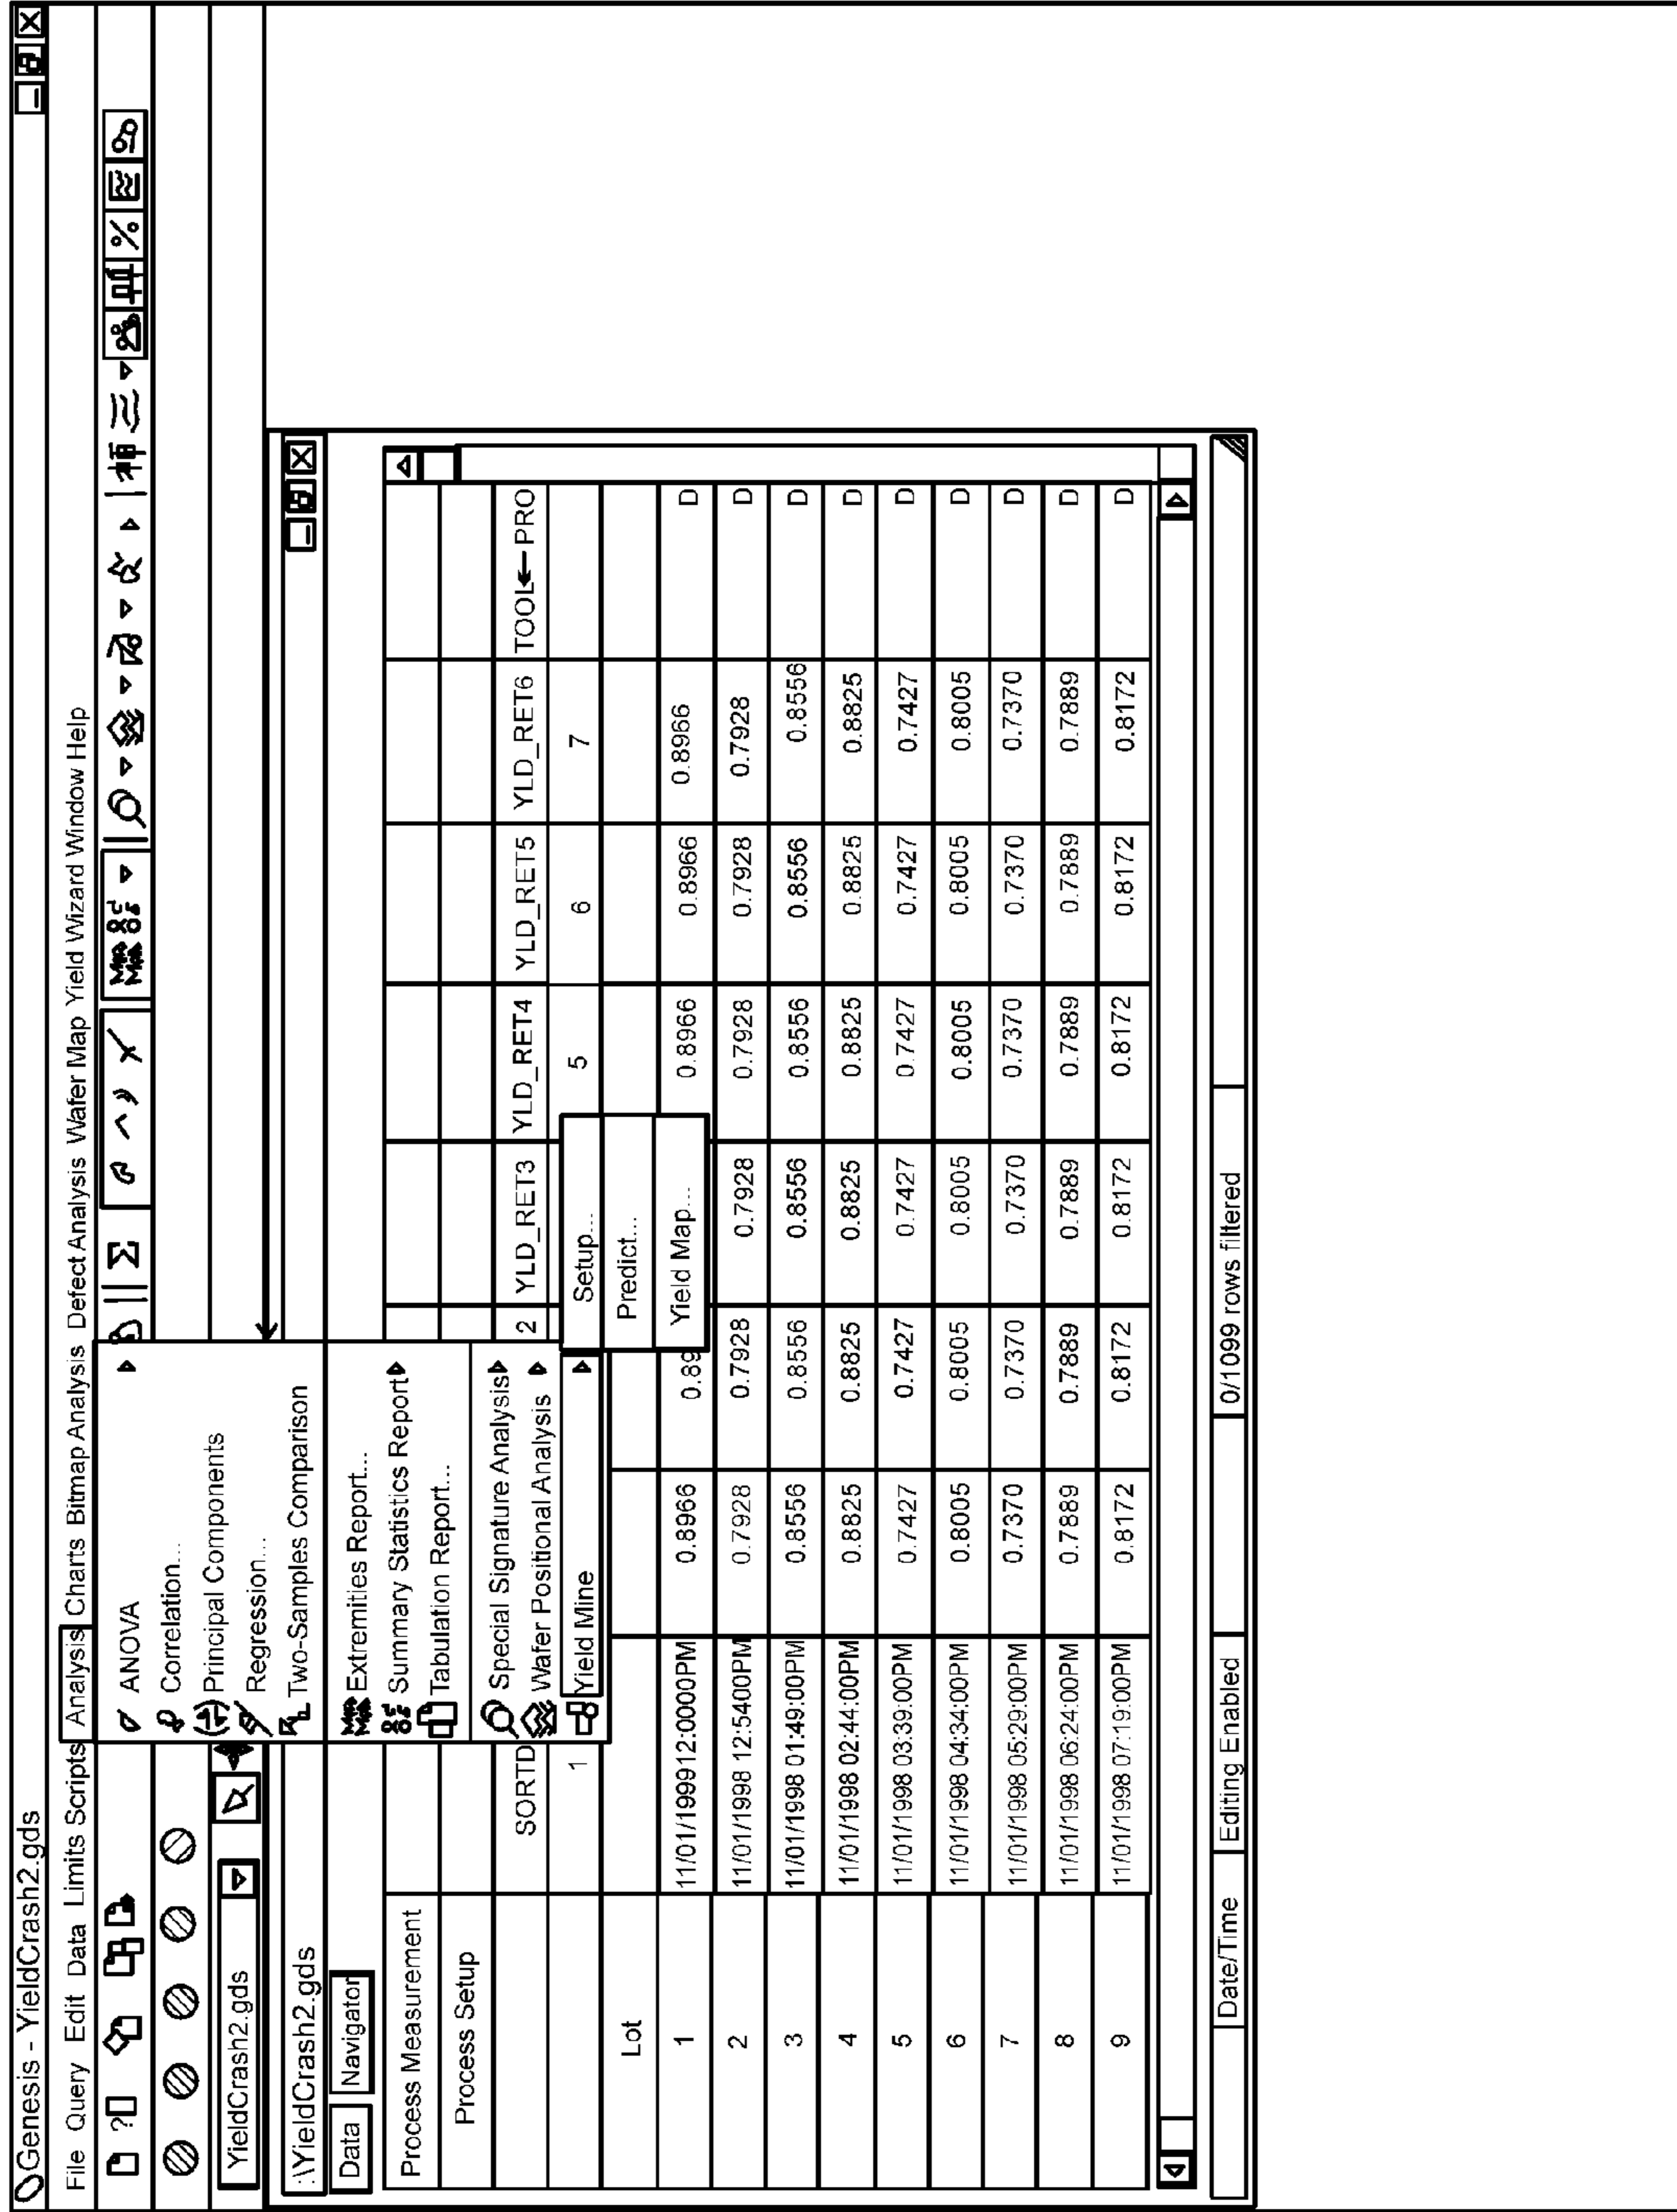 Genesis - YieldCrash2.gds
File Query Edit Data Limits Scripts Analysis Charts Bitmap Analysis Defect Analysis Wafer Map Yield Wizard Window Help
?
Σ
%
YieldCrash2.gds
ANOVA
Correlation...
Principal Components
Regression...
Two-Samples Comparison
Extremities Report...
Summary Statistics Report
Tabulation Report...
Special Signature Analysis
Wafer Positional Analysis
Yield Mine
Setup...
Predict...
Yield Map...
:\YieldCrash2.gds
Data Navigator
Process Measurement
Process Setup
SORTD 2 YLD_RET3 YLD_RET4 YLD_RET5 YLD_RET6 TOOL PRO
1 5 6 7
Lot
1 11/01/199912:0000PM 0.8966 0.89 0.8966 0.8966 0.8966 D
2 11/01/1998 12:5400PM 0.7928 0.7928 0.7928 0.7928 0.7928 0.7928 D
3 11/01/1998 01:49:00PM 0.8556 0.8556 0.8556 0.8556 0.8556 0.8556 D
4 11/01/1998 02:44:00PM 0.8825 0.8825 0.8825 0.8825 0.8825 0.8825 D
5 11/01/1998 03:39:00PM 0.7427 0.7427 0.7427 0.7427 0.7427 0.7427 D
6 11/01/1998 04:34:00PM 0.8005 0.8005 0.8005 0.8005 0.8005 0.8005 D
7 11/01/1998 05:29:00PM 0.7370 0.7370 0.7370 0.7370 0.7370 0.7370 D
8 11/01/1998 06:24:00PM 0.7889 0.7889 0.7889 0.7889 0.7889 0.7889 D
9 11/01/1998 07:19:00PM 0.8172 0.8172 0.8172 0.8172 0.8172 0.8172 D
Date/Time Editing Enabled 0/1099 rows filtered